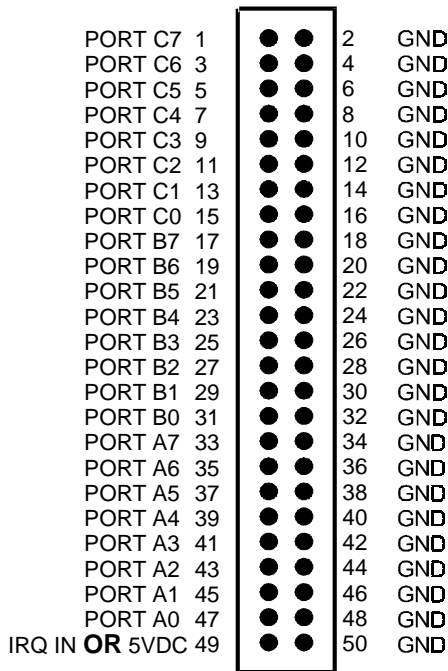 PORT C7 1 2 GND
PORT C6 3 4 GND
PORT C5 5 6 GND
PORT C4 7 8 GND
PORT C3 9 10 GND
PORT C2 11 12 GND
PORT C1 13 14 GND
PORT C0 15 16 GND
PORT B7 17 18 GND
PORT B6 19 20 GND
PORT B5 21 22 GND
PORT B4 23 24 GND
PORT B3 25 26 GND
PORT B2 27 28 GND
PORT B1 29 30 GND
PORT B0 31 32 GND
PORT A7 33 34 GND
PORT A6 35 36 GND
PORT A5 37 38 GND
PORT A4 39 40 GND
PORT A3 41 42 GND
PORT A2 43 44 GND
PORT A1 45 46 GND
PORT A0 47 48 GND
IRQ IN OR 5VDC 49 50 GND